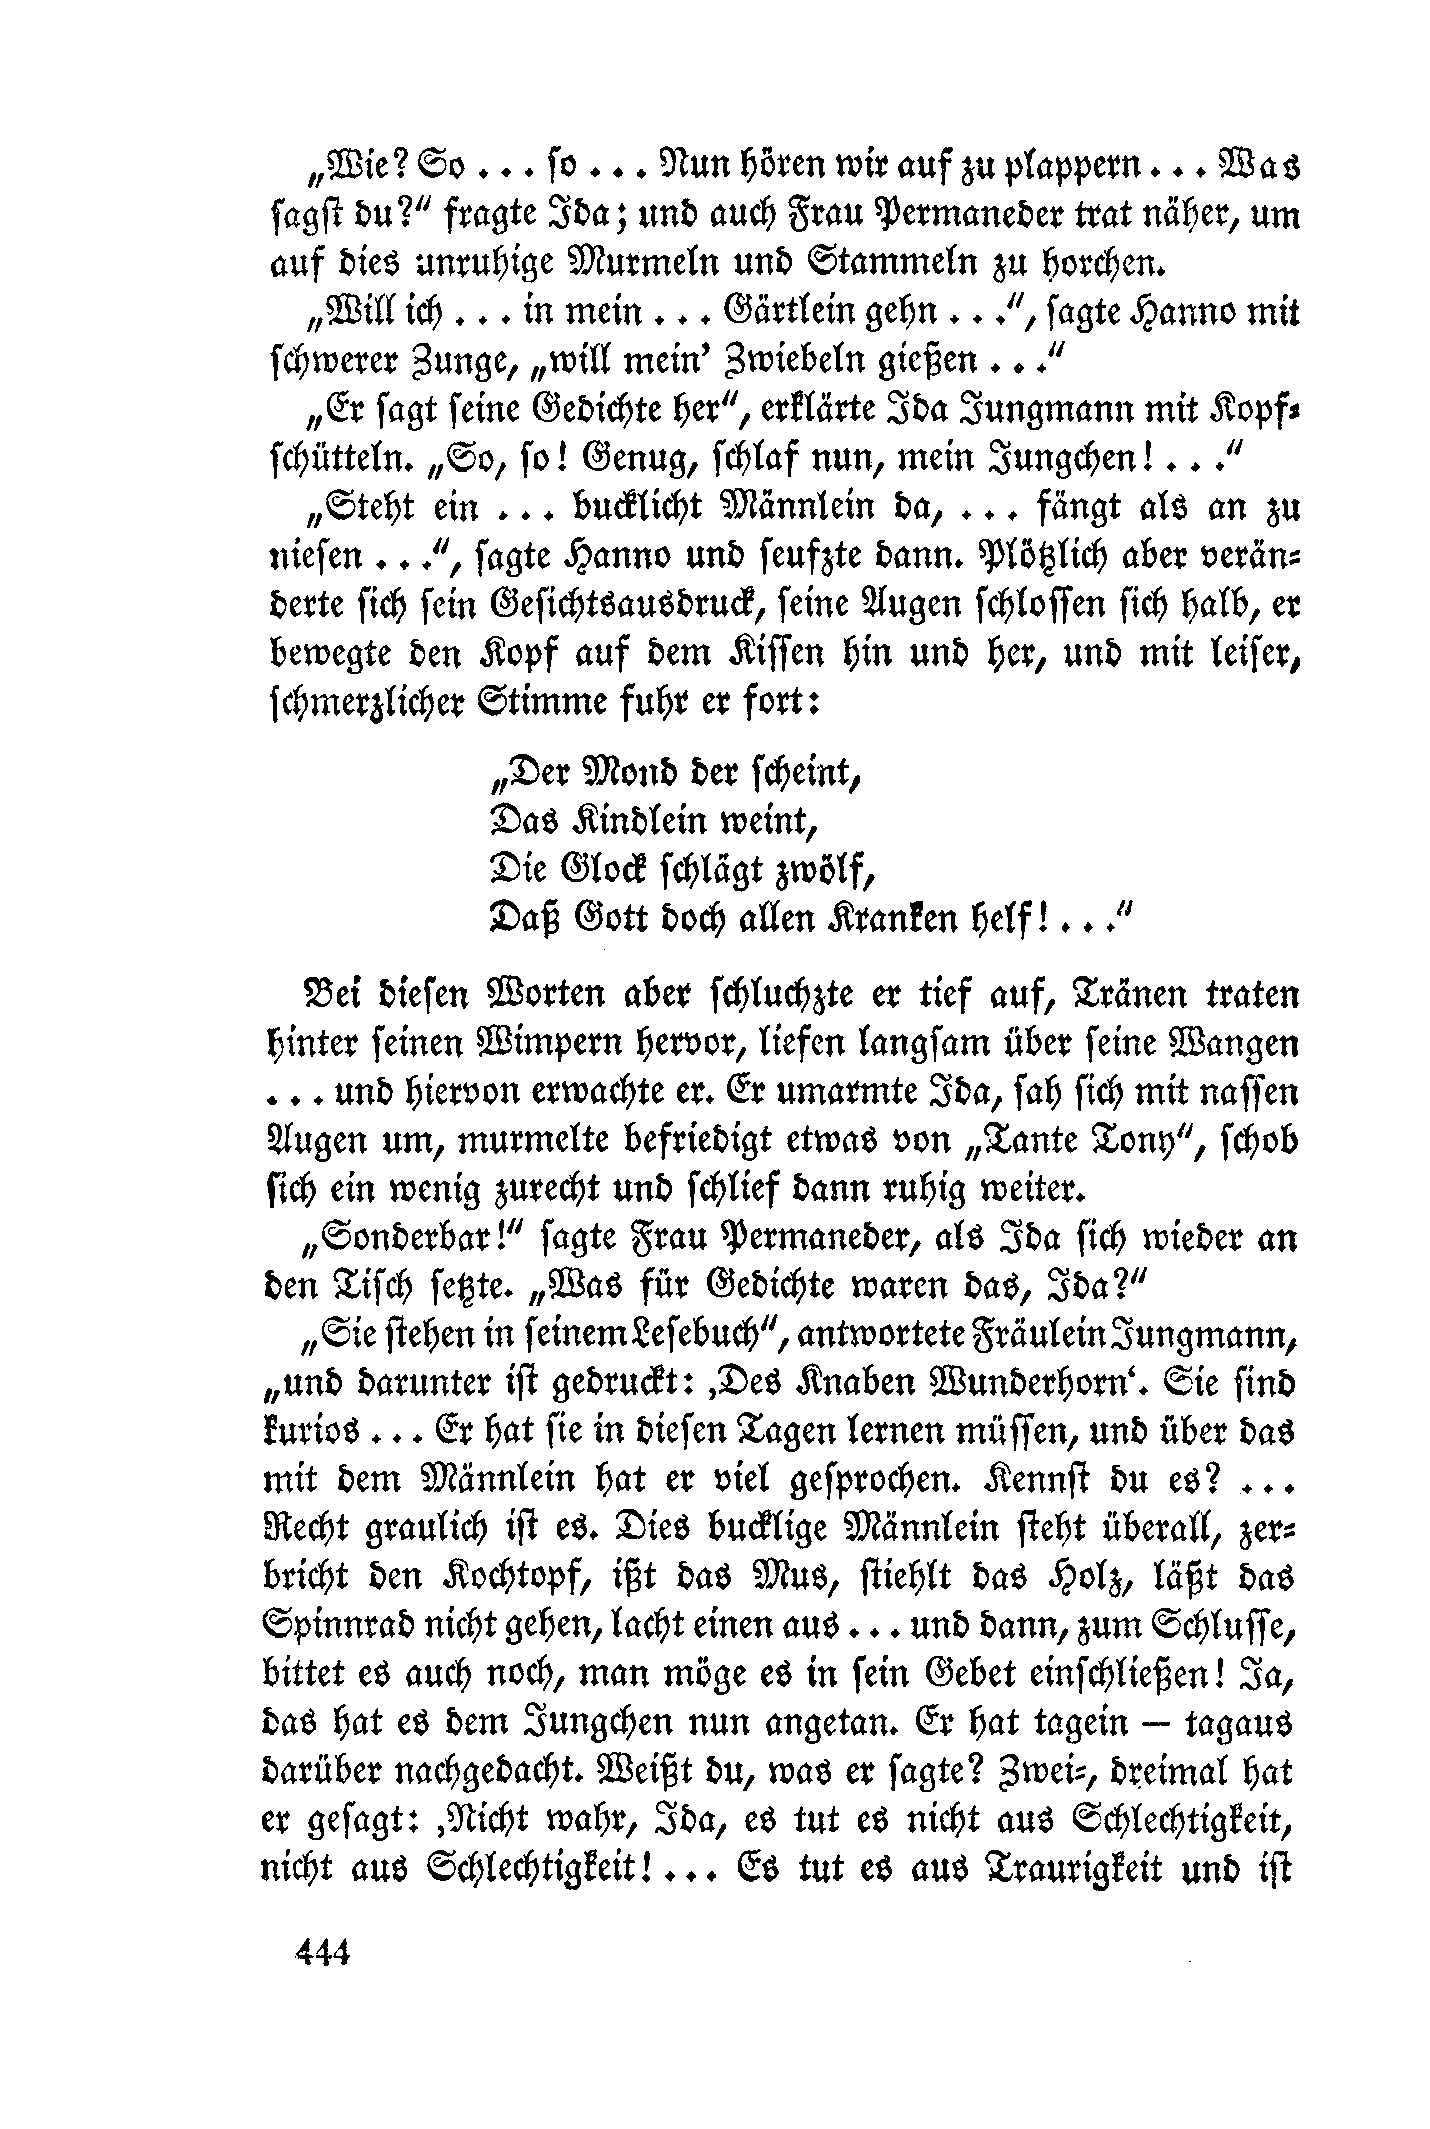 „Wie? So . . . so . . . Nun hören wir auf zu plappern . . . Was
sagst du?“ fragte Ida; und auch Frau Permaneder trat näher, um
auf dies unruhige Murmeln und Stammeln zu horchen.
„Will ich . . . in mein . . . Gärtlein gehn . . .“, sagte Hanno mit
schwerer Zunge, „will mein’ Zwiebeln gießen . . .“
„Er sagt seine Gedichte her“, erklärte Ida Jungmann mit Kopf-
schütteln. „So, so! Genug, schlaf nun, mein Jungchen! . . .“
„Steht ein . . . bucklicht Männlein da, . . . fängt als an zu
niesen . . .“, sagte Hanno und seufzte dann. Plötzlich aber verän-
derte sich sein Gesichtsausdruck, seine Augen schlossen sich halb, er
bewegte den Kopf auf dem Kissen hin und her, und mit leiser,
schmerzlicher Stimme fuhr er fort:
„Der Mond der scheint,
Das Kindlein weint,
Die Glock schlägt zwölf,
Daß Gott doch allen Kranken helf! . . .“
Bei diesen Worten aber schluchzte er tief auf, Tränen traten
hinter seinen Wimpern hervor, liefen langsam über seine Wangen
. . . und hiervon erwachte er. Er umarmte Ida, sah sich mit nassen
Augen um, murmelte befriedigt etwas von „Tante Tony“, schob
sich ein wenig zurecht und schlief dann ruhig weiter.
„Sonderbar!“ sagte Frau Permaneder, als Ida sich wieder an
den Tisch setzte. „Was für Gedichte waren das, Ida?“
„Sie stehen in seinem Lesebuch“, antwortete Fräulein Jungmann,
„und darunter ist gedruckt: ‚Des Knaben Wunderhorn‘. Sie sind
kurios . . . Er hat sie in diesen Tagen lernen müssen, und über das
mit dem Männlein hat er viel gesprochen. Kennst du es? . . .
Recht graulich ist es. Dies bucklige Männlein steht überall, zer-
bricht den Kochtopf, ißt das Mus, stiehlt das Holz, läßt das
Spinnrad nicht gehen, lacht einen aus . . . und dann, zum Schlusse,
bittet es auch noch, man möge es in sein Gebet einschließen! Ja,
das hat es dem Jungchen nun angetan. Er hat tagein — tagaus
darüber nachgedacht. Weißt du, was er sagte? Zwei-, dreimal hat
er gesagt: ‚Nicht wahr, Ida, es tut es nicht aus Schlechtigkeit,
nicht aus Schlechtigkeit! . . . Es tut es aus Traurigkeit und ist
444